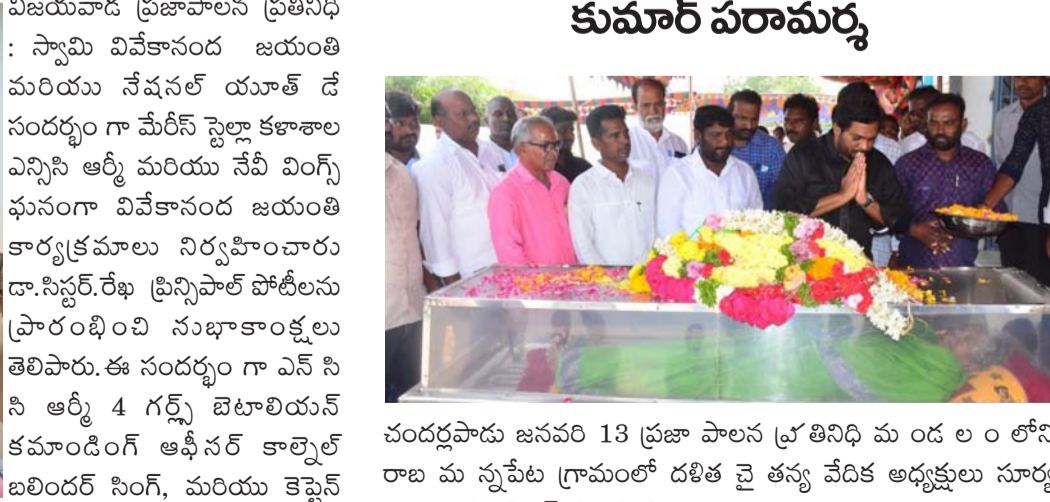 విజయవాడ ప్రజాపాలన ప్రతినిధి
: స్వామి వివేకానంద జయంతి
మరియు నేషనల్ యూత్ డే
సందర్భం గా మేరీస్ స్టెల్లా కళాశాల
ఎన్సిసి ఆర్మీ మరియు నేవీ వింగ్స్
ఘనంగా వివేకానంద జయంతి
కార్యక్రమాలు నిర్వహించారు
డా.సిస్టర్.రేఖ ప్రిన్సిపాల్ పోటీలను
ప్రారంభించి సుభాకాంక్షలు
తెలిపారు.ఈ సందర్భం గా ఎన్ సి
సి ఆర్మీ 4 గర్ల్స్ బెటాలియన్
కమాండింగ్ ఆఫీసర్ కాల్నెల్
బలిందర్ సింగ్, మరియు కెప్టెన్
కుమార్ పరామర్శ
చందర్లపాడు జనవరి 13 ప్రజా పాలన ప్ర తినిధి మ ండ ల ం లోని
రాబ మ న్నపేట గ్రామంలో దళిత చై తన్య వేదిక అధ్యక్షులు సూర్య